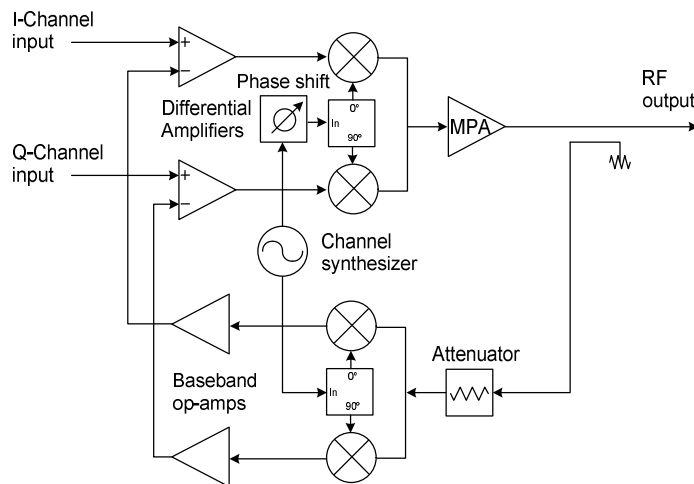 I-Channel
input
+
−
Phase shift
Differential
Amplifiers
In
0°
90°
MPA
RF
output
Q-Channel
input
+
−
Channel
synthesizer
Attenuator
Baseband
op-amps
In
0°
90°